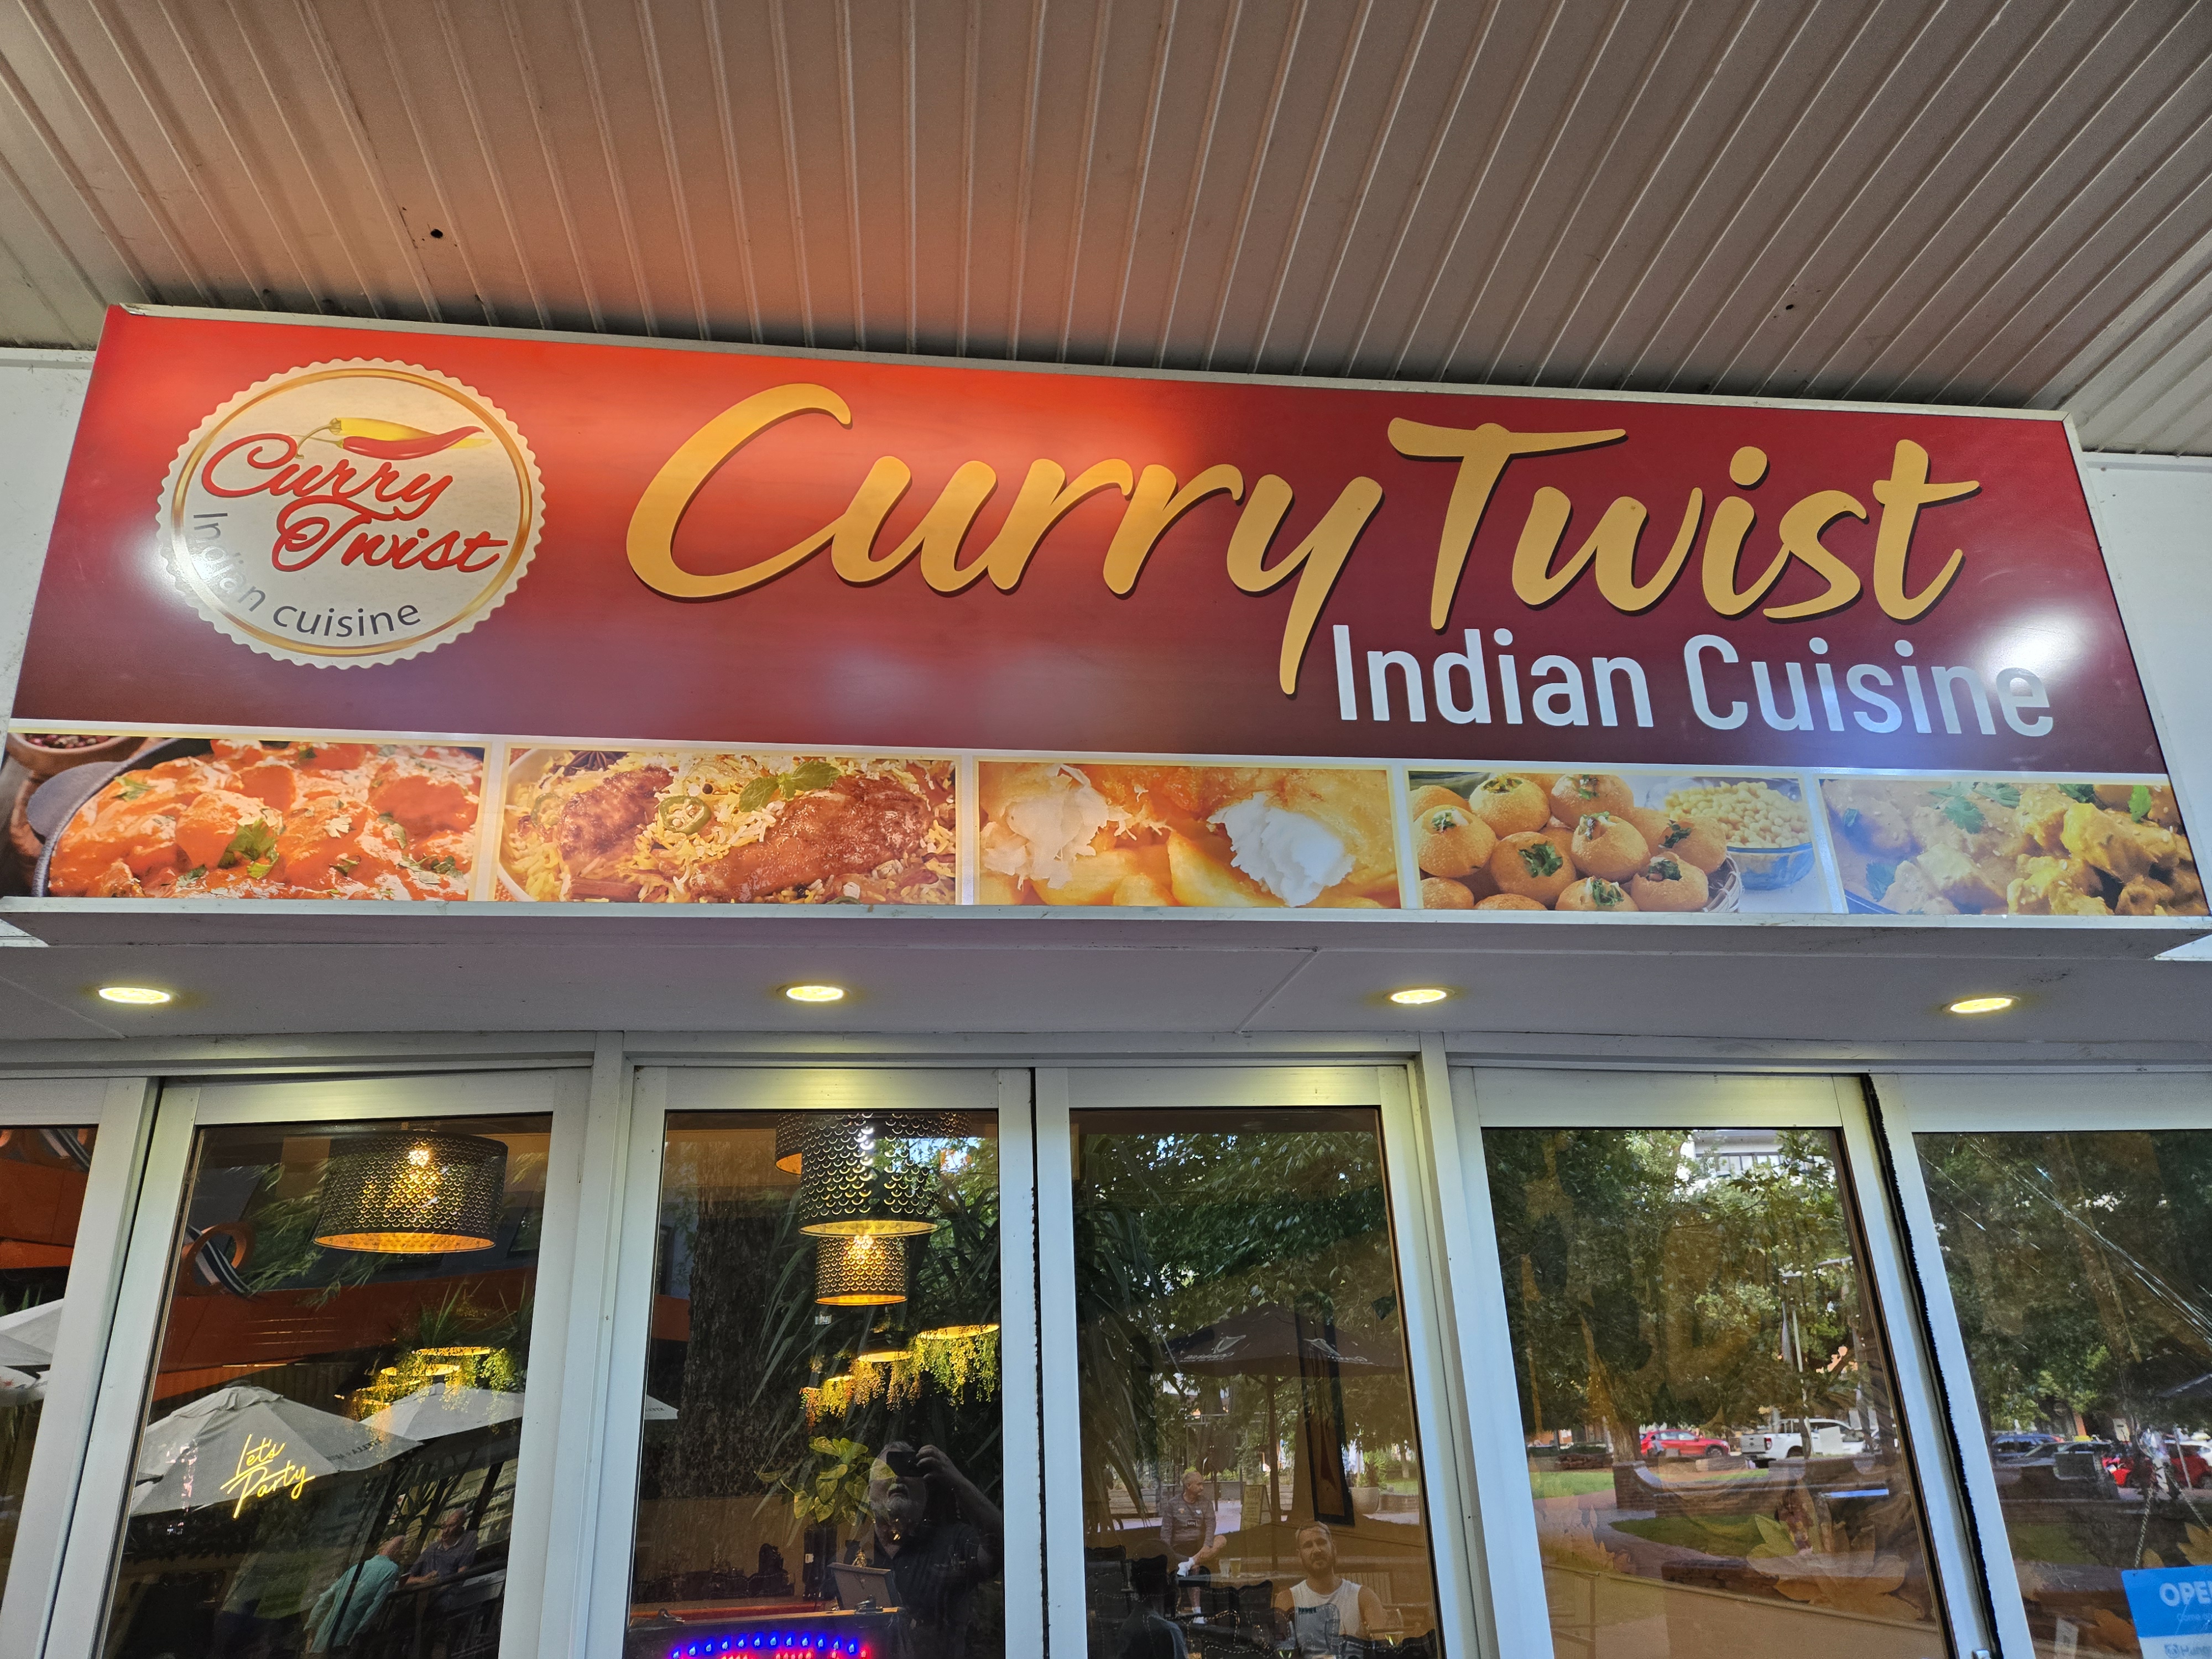 Curry
Twist
Indian cuisine
Curry Twist
Indian Cuisine
Let's
Party